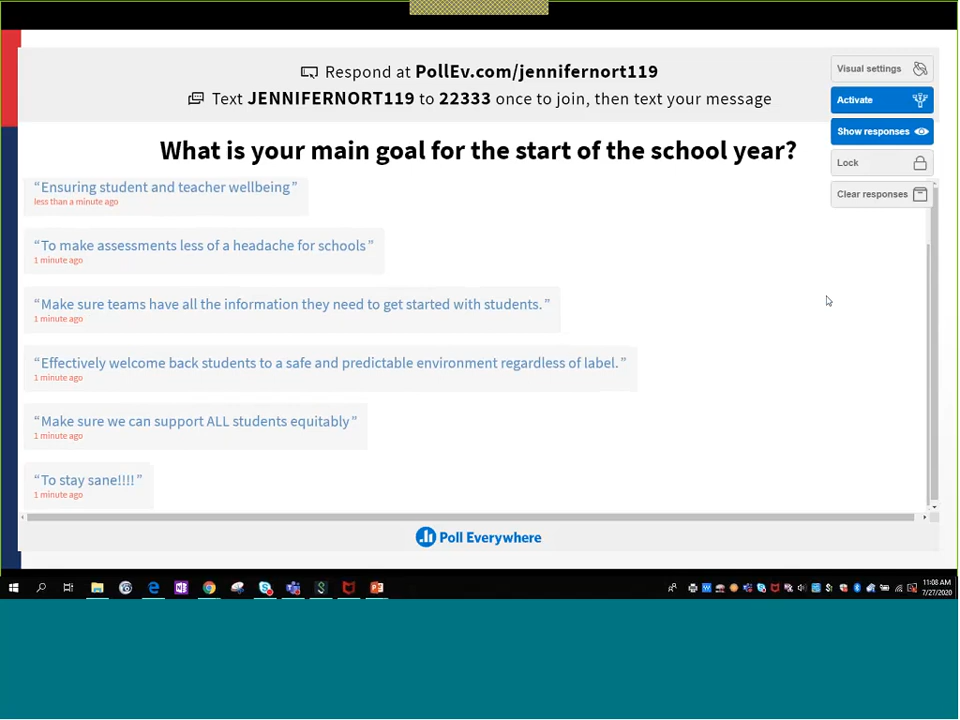 Respond at PollEv.com/jennifernort119
Text JENNIFERNORT119 to 22333 once to join, then text your message
Visual settings
Activate
Show responses
Lock
Clear responses
What is your main goal for the start of the school year?
“Ensuring student and teacher wellbeing”
less than a minute ago
“To make assessments less of a headache for schools”
1 minute ago
“Make sure teams have all the information they need to get started with students.”
1 minute ago
“Effectively welcome back students to a safe and predictable environment regardless of label.”
1 minute ago
“Make sure we can support ALL students equitably”
1 minute ago
“To stay sane!!!!”
1 minute ago
Poll Everywhere
11:08 AM
7/27/2020